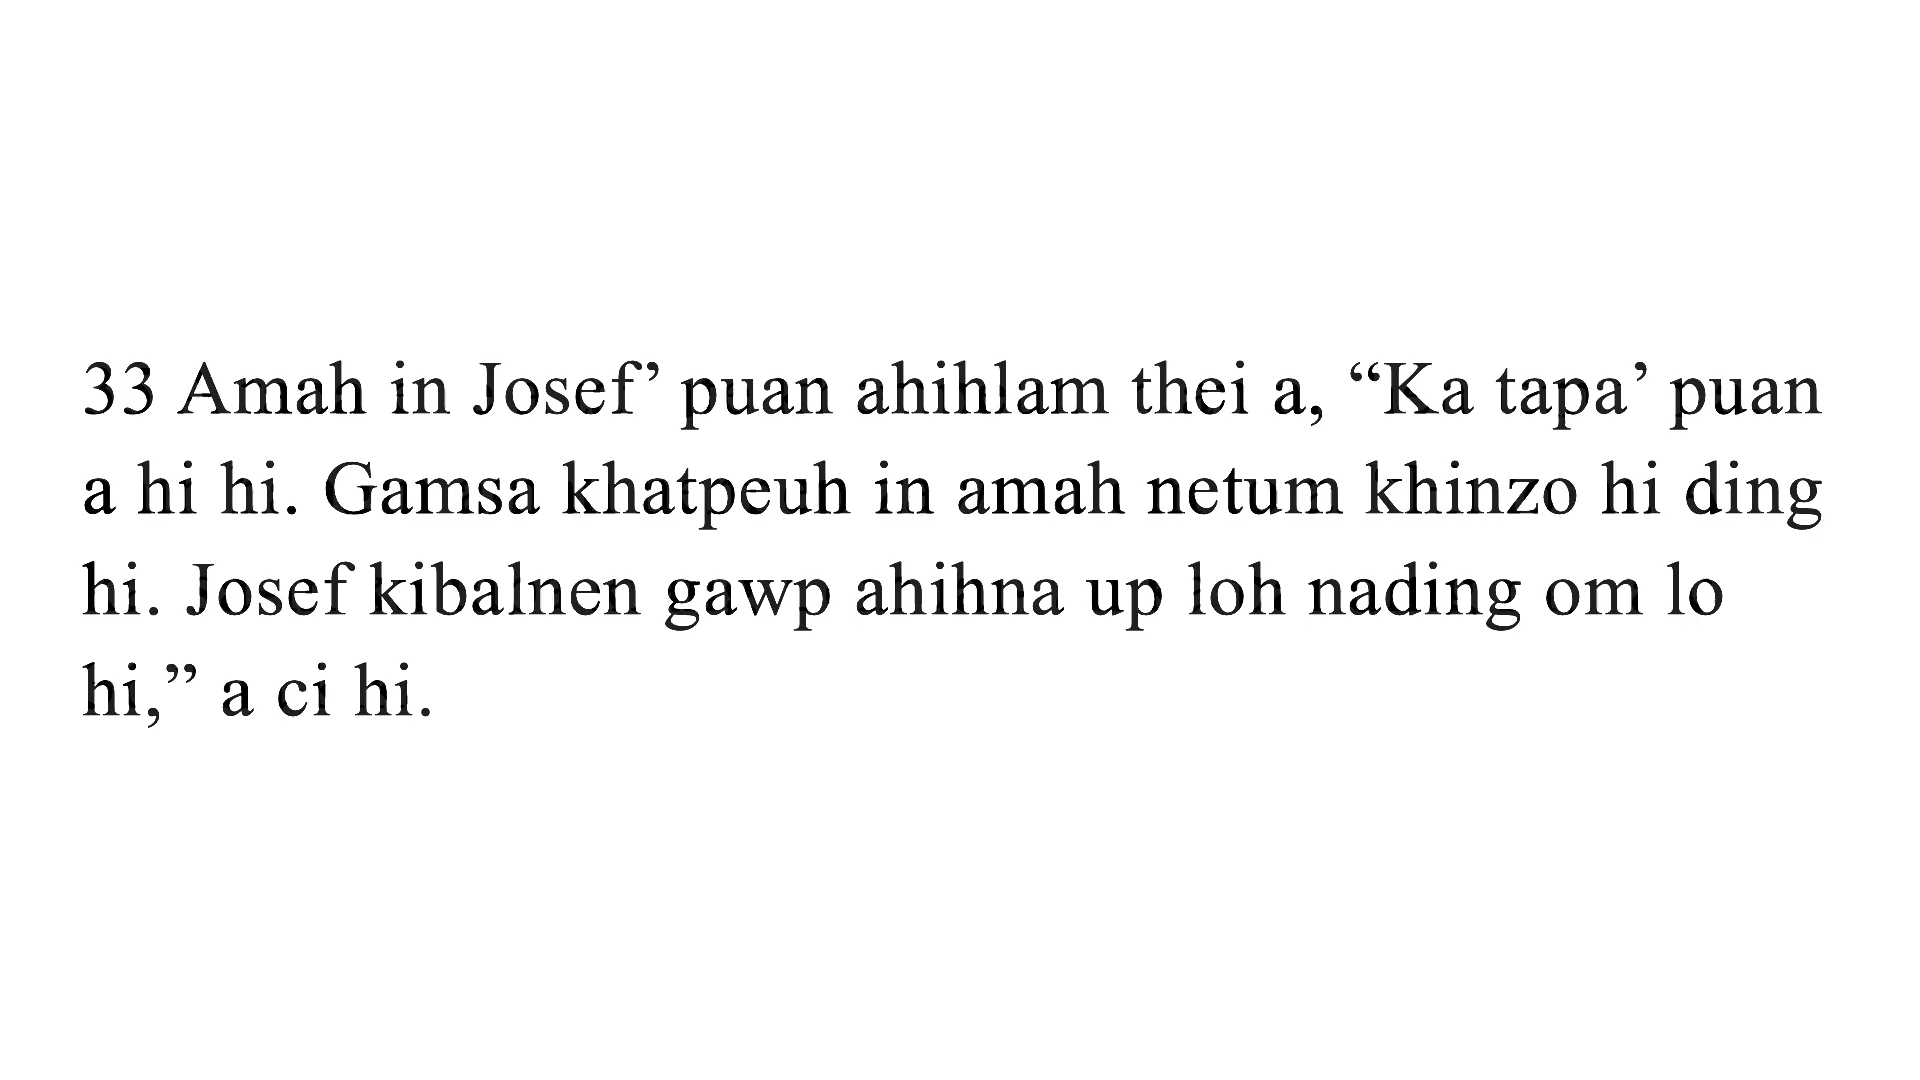 33 Amah in Josef’ puan ahihlam thei a, “Ka tapa’ puan
a hi hi. Gamsa khatpeuh in amah netum khinzo hi ding
hi. Josef kibalnen gawp ahihna up loh nading om lo
hi,” a ci hi.